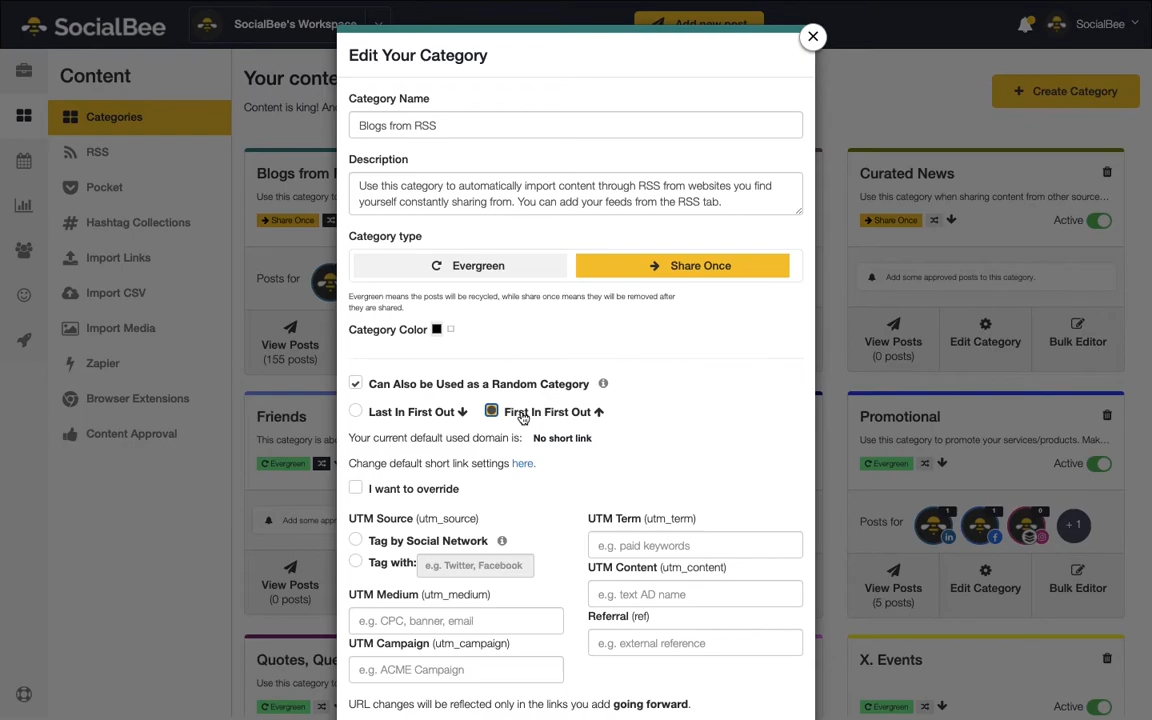 SocialBee
SocialBee's Workspace
Add new post
SocialBee
Edit Your Category
Content
Your conte
Content is king! An
Create Category
Category Name
Blogs from RSS
Categories
RSS
Pocket
Hashtag Collections
Import Links
Import CSV
Import Media
Zapier
Browser Extensions
Content Approval
Description
Use this category to automatically import content through RSS from websites you find
yourself constantly sharing from. You can add your feeds from the RSS tab.
Category type
Evergreen
Share Once
Evergreen means the posts will be recycled, while share once means they will be removed after
they are shared.
Category Color
Can Also be Used as a Random Category
Last In First Out
First In First Out
Your current default used domain is: No short link
Change default short link settings here.
I want to override
UTM Source (utm_source)
Tag by Social Network
Tag with: e.g. Twitter, Facebook
UTM Medium (utm_medium)
e.g. CPC, banner, email
UTM Campaign (utm_campaign)
e.g. ACME Campaign
UTM Term (utm_term)
e.g. paid keywords
UTM Content (utm_content)
e.g. text AD name
Referral (ref)
e.g. external reference
URL changes will be reflected only in the links you add going forward.
Blogs from
Use this category to
Share Once
Posts for
View Posts
(155 posts)
Friends
This category is abo
Evergreen
Add some appr
View Posts
(0 posts)
Quotes, Que
Use this category to
Evergreen
Curated News
Use this category when sharing content from other source...
Share Once
Active
Add some approved posts to this category.
View Posts
(0 posts)
Edit Category
Bulk Editor
Promotional
Use this category to promote your services/products. Mak...
Evergreen
Active
Posts for
1
1
0
+ 1
View Posts
(5 posts)
Edit Category
Bulk Editor
X. Events
Evergreen
Active